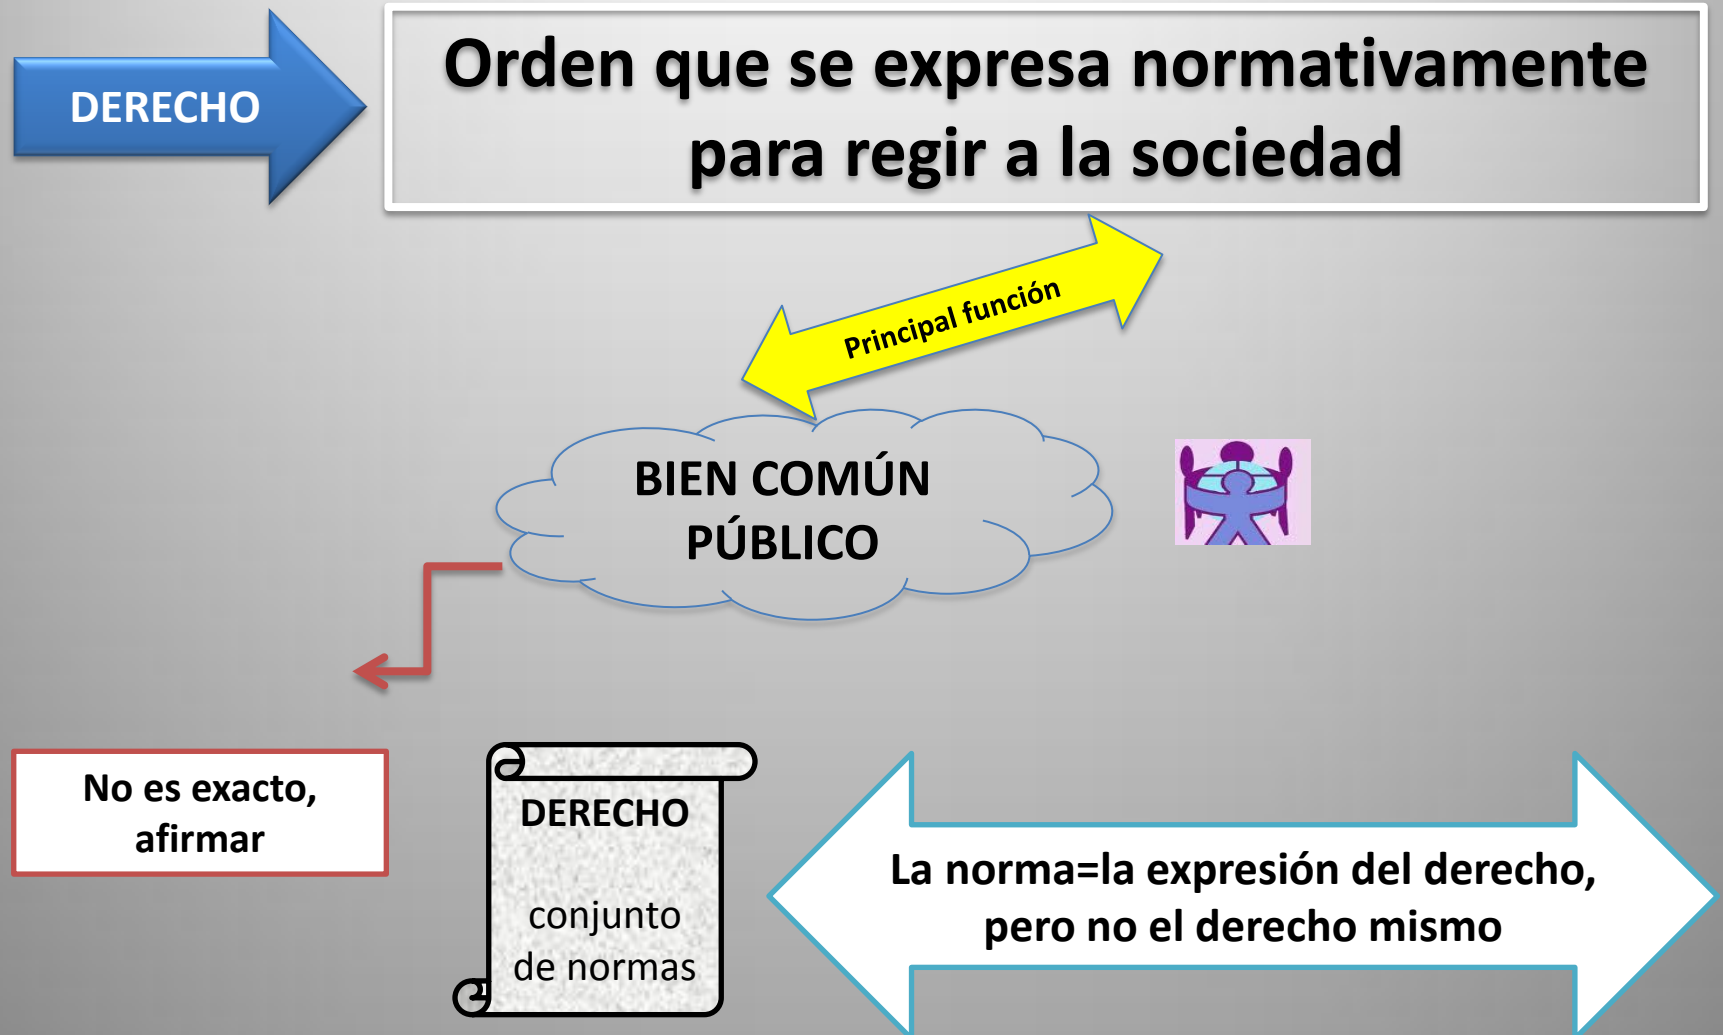 DERECHO
Orden que se expresa normativamente
para regir a la sociedad
Principal función
BIEN COMÚN
PÚBLICO
No es exacto,
afirmar
DERECHO
conjunto
de normas
La norma=la expresión del derecho,
pero no el derecho mismo